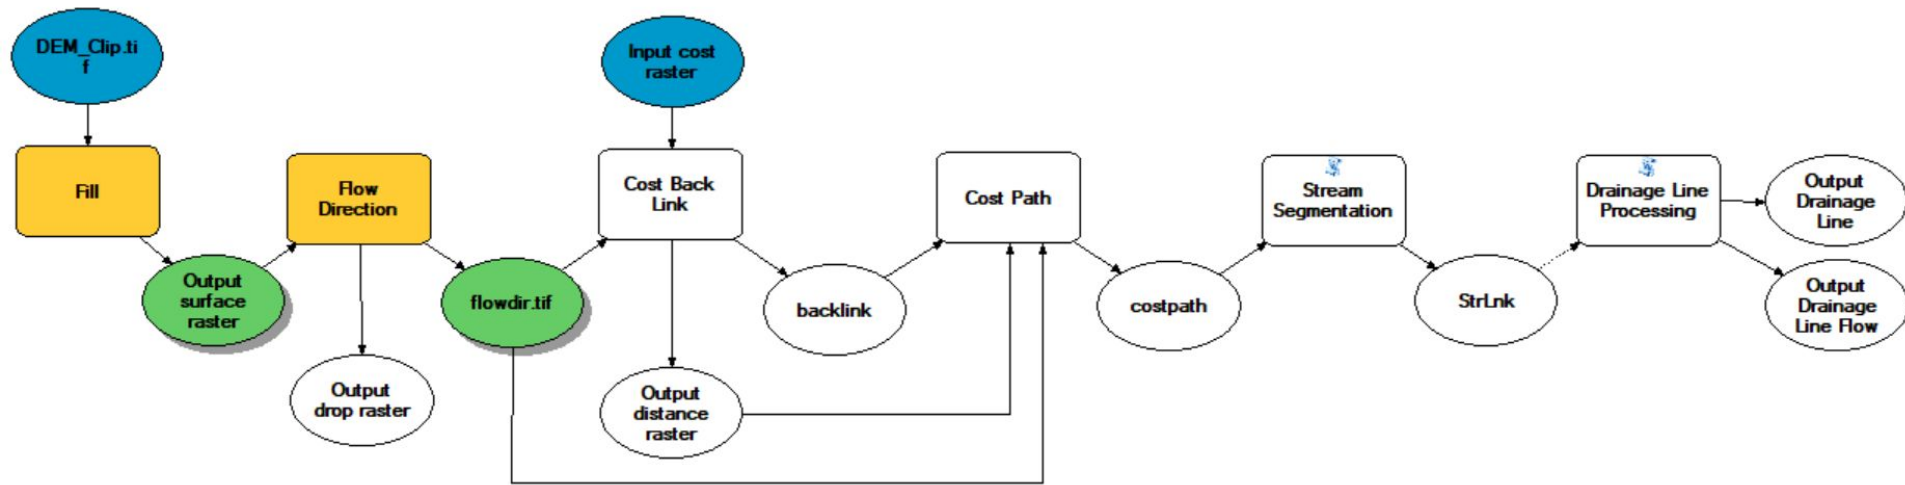 DEM_Clip.ti
f
Input cost
raster
Fill
Flow
Direction
Cost Back
Link
Cost Path
Stream
Segmentation
Drainage Line
Processing
Output
Drainage
Line
Output
surface
raster
flowdir.tif
backlink
costpath
StrLnk
Output
Drainage
Line Flow
Output
drop raster
Output
distance
raster